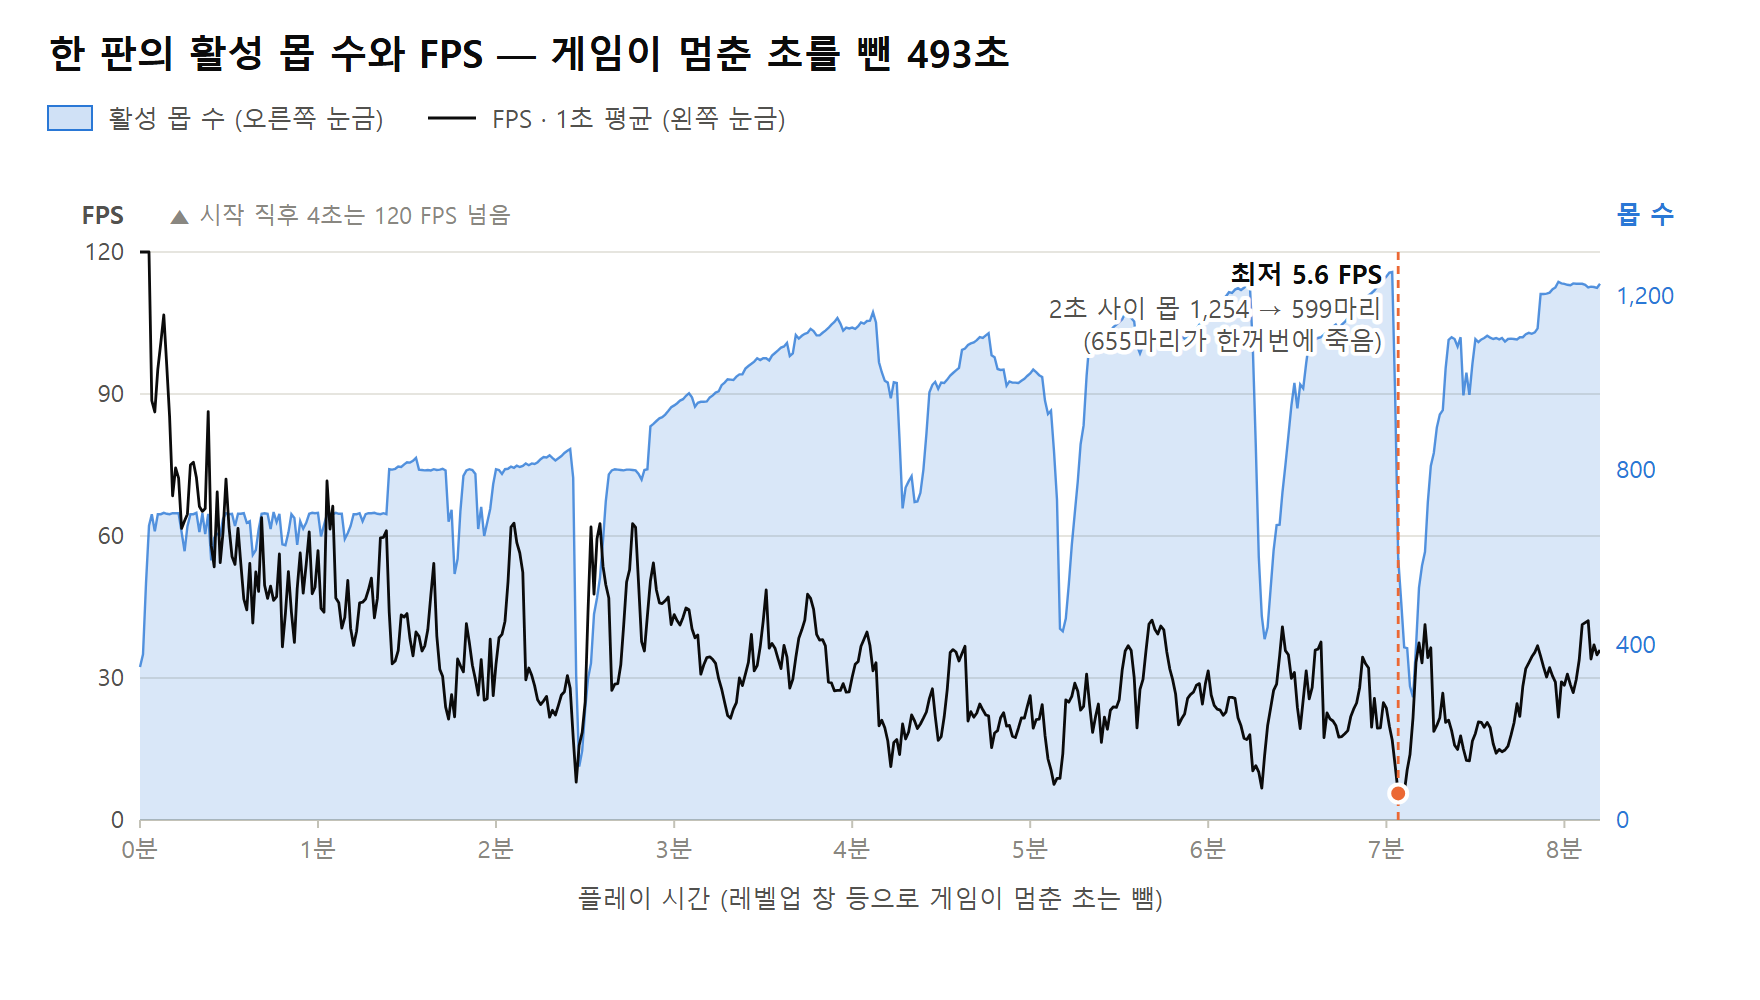 한 판의 활성 몹 수와 FPS — 게임이 멈춘 초를 뺀 493초
활성 몹 수 (오른쪽 눈금)
FPS · 1초 평균 (왼쪽 눈금)
FPS
▲ 시작 직후 4초는 120 FPS 넘음
몹 수
120
90
60
30
0
최저 5.6 FPS
2초 사이 몹 1,254 → 599마리
(655마리가 한꺼번에 죽음)
1,200
800
400
0
0분
1분
2분
3분
4분
5분
6분
7분
8분
플레이 시간 (레벨업 창 등으로 게임이 멈춘 초는 뺌)